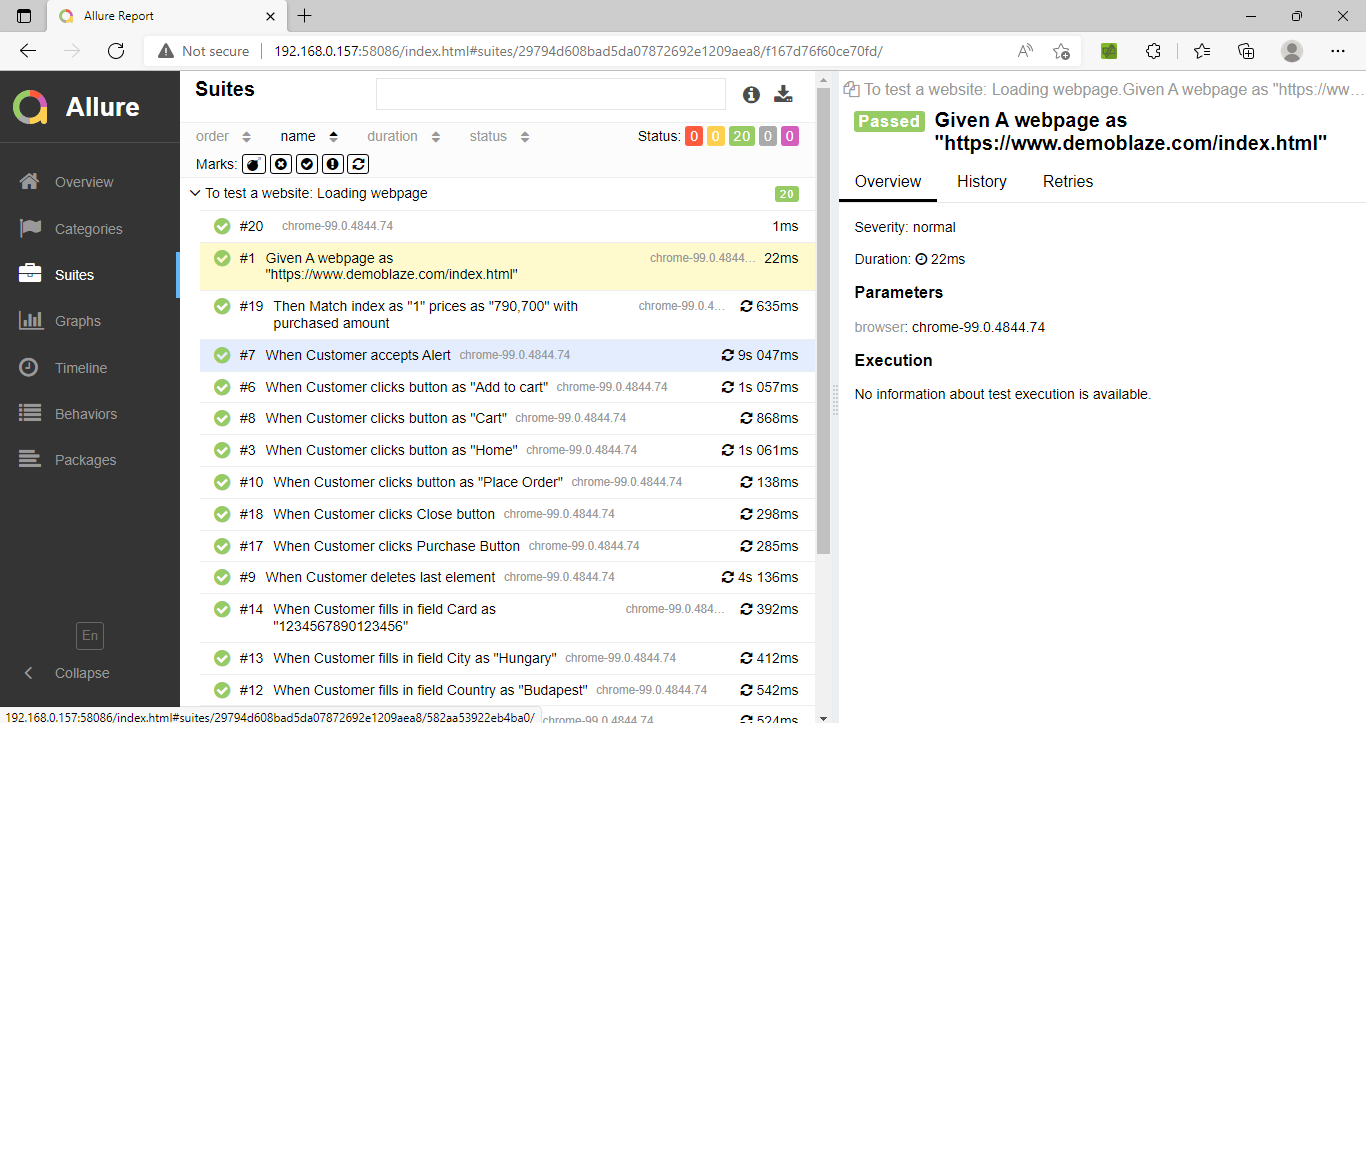 Allure Report
Not secure
192.168.0.157:58086/index.html#suites/29794d608bad5da07872692e1209aea8/f167d76f60ce70fd/
Allure
Overview
Categories
Suites
Graphs
Timeline
Behaviors
Packages
En
Collapse
Suites
order name duration status Status: 0 0 20 0 0
Marks:
To test a website: Loading webpage 20
#20 chrome-99.0.4844.74 1ms
#1 Given A webpage as chrome-99.0.4844... 22ms
"https://www.demoblaze.com/index.html"
#19 Then Match index as "1" prices as "790,700" with chrome-99.0.4... 635ms
purchased amount
#7 When Customer accepts Alert chrome-99.0.4844.74 9s 047ms
#6 When Customer clicks button as "Add to cart" chrome-99.0.4844.74 1s 057ms
#8 When Customer clicks button as "Cart" chrome-99.0.4844.74 868ms
#3 When Customer clicks button as "Home" chrome-99.0.4844.74 1s 061ms
#10 When Customer clicks button as "Place Order" chrome-99.0.4844.74 138ms
#18 When Customer clicks Close button chrome-99.0.4844.74 298ms
#17 When Customer clicks Purchase Button chrome-99.0.4844.74 285ms
#9 When Customer deletes last element chrome-99.0.4844.74 4s 136ms
#14 When Customer fills in field Card as chrome-99.0.484... 392ms
"1234567890123456"
#13 When Customer fills in field City as "Hungary" chrome-99.0.4844.74 412ms
#12 When Customer fills in field Country as "Budapest" chrome-99.0.4844.74 542ms
chrome-99.0.4844.74 524ms
192.168.0.157:58086/index.html#suites/29794d608bad5da07872692e1209aea8/582aa53922eb4ba0/
To test a website: Loading webpage.Given A webpage as "https://ww...
Passed Given A webpage as
"https://www.demoblaze.com/index.html"
Overview History Retries
Severity: normal
Duration: 22ms
Parameters
browser: chrome-99.0.4844.74
Execution
No information about test execution is available.